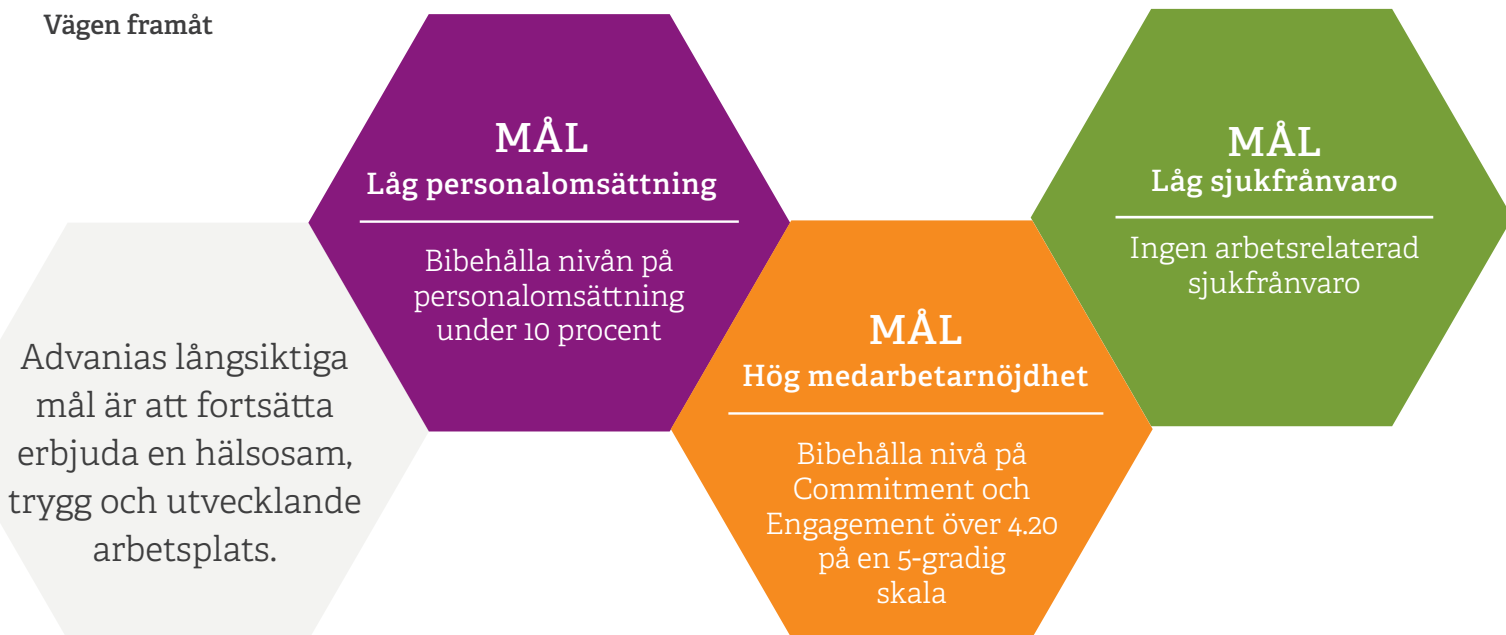 Vägen framåt
Advanias långsiktiga
mål är att fortsätta
erbjuda en hälsosam,
trygg och utvecklande
arbetsplats.
MÅL
Låg personalomsättning
Bibehålla nivån på
personalomsättning
under 10 procent
MÅL
Hög medarbetarnöjdhet
Bibehålla nivå på
Commitment och
Engagement över 4.20
på en 5-gradig
skala
MÅL
Låg sjukfrånvaro
Ingen arbetsrelaterad
sjukfrånvaro